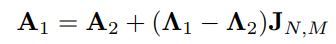 𝐀₁ = 𝐀₂ + (𝚲₁ − 𝚲₂)𝐉_{N,M}